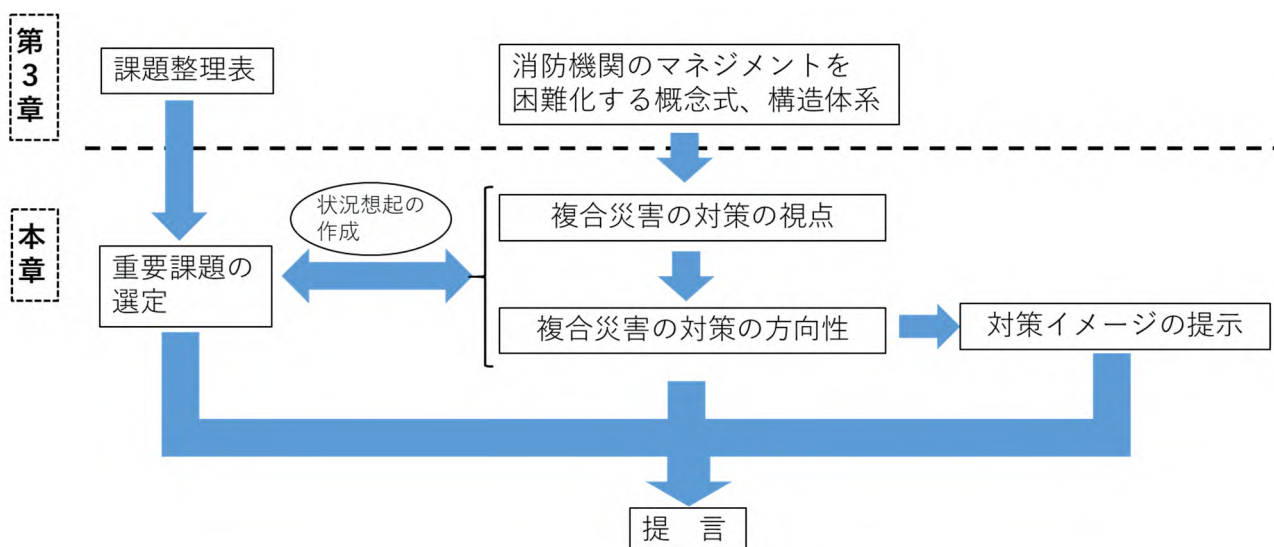 第3章
課題整理表
消防機関のマネジメントを
困難化する概念式、構造体系
本章
状況想起の
作成
複合災害の対策の視点
重要課題の
選定
複合災害の対策の方向性
対策イメージの提示
提　言